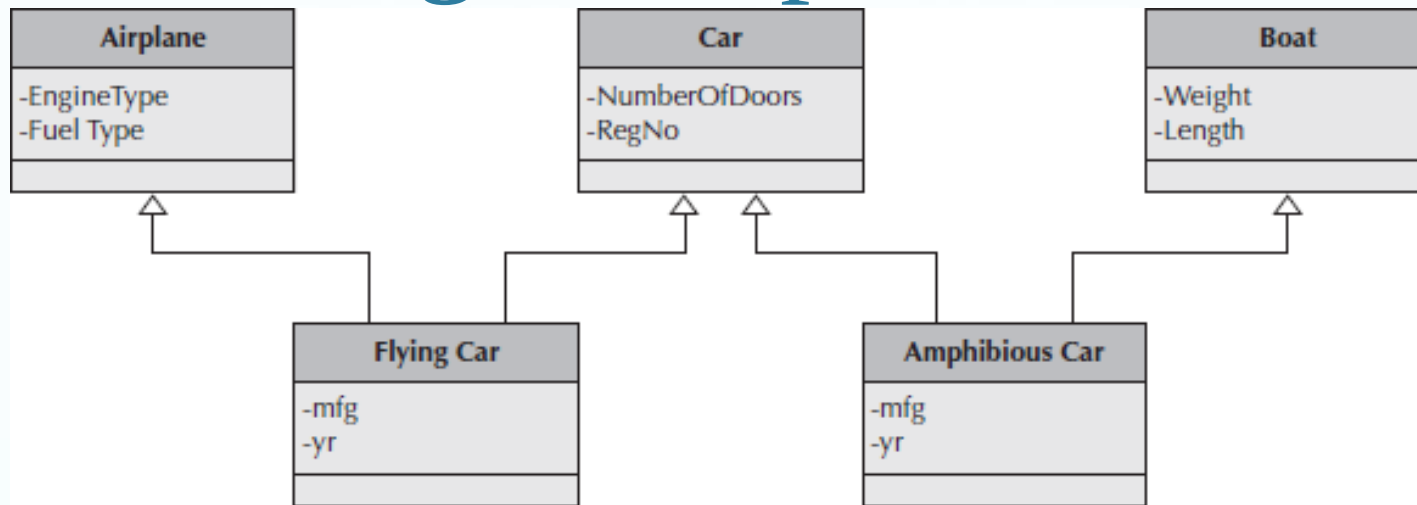 Airplane
-EngineType
-Fuel Type
Car
-NumberOfDoors
-RegNo
Boat
-Weight
-Length
Flying Car
-mfg
-yr
Amphibious Car
-mfg
-yr